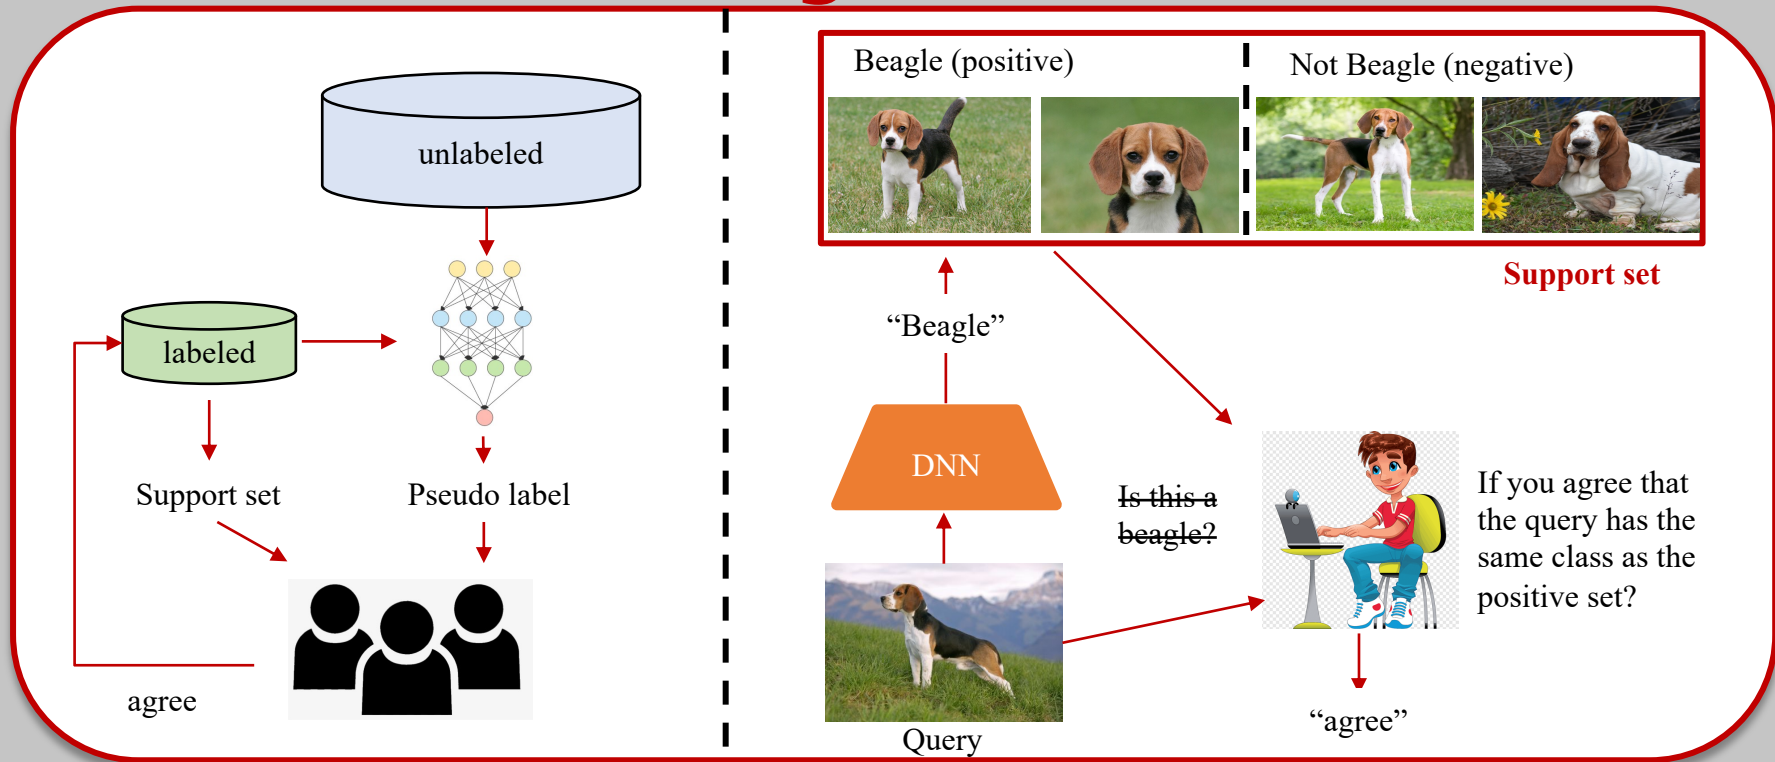 unlabeled
labeled
Support set
Pseudo label
agree
Beagle (positive)
Not Beagle (negative)
Support set
“Beagle”
DNN
Is this a
beagle?
If you agree that
the query has the
same class as the
positive set?
Query
“agree”